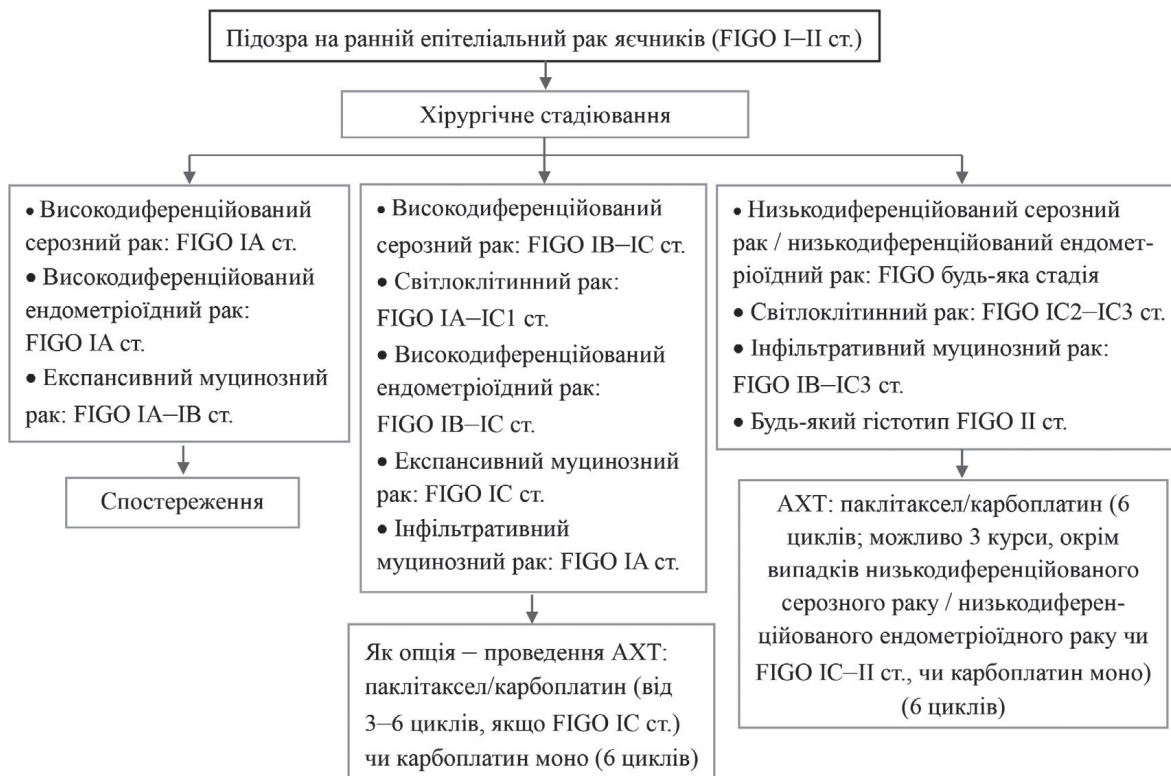 Підозра на ранній епітеліальний рак яєчників (FIGO I–II ст.)
Хірургічне стадіювання
• Високодиференційований
серозний рак: FIGO IA ст.
• Високодиференційований
ендометріоїдний рак:
FIGO IA ст.
• Експансивний муцинозний
рак: FIGO IA–IB ст.
Спостереження
• Високодиференційований
серозний рак: FIGO IB–IC ст.
• Світлоклітинний рак:
FIGO IA–IC1 ст.
• Високодиференційований
ендометріоїдний рак:
FIGO IB–IC ст.
• Експансивний муцинозний
рак: FIGO IC ст.
• Інфільтративний
муцинозний рак: FIGO IA ст.
Як опція – проведення АХТ:
паклітаксел/карбоплатин (від
3–6 циклів, якщо FIGO IC ст.)
чи карбоплатин моно (6 циклів)
• Низькодиференційований серозний
рак / низькодиференційований ендомет-
ріоїдний рак: FIGO будь-яка стадія
• Світлоклітинний рак: FIGO IC2–IC3 ст.
• Інфільтративний муцинозний рак:
FIGO IB–IC3 ст.
• Будь-який гістотип FIGO II ст.
АХТ: паклітаксел/карбоплатин (6
циклів; можливо 3 курси, окрім
випадків низькодиференційованого
серозного раку / низькодиферен-
ційованого ендометріоїдного раку чи
FIGO IC–II ст., чи карбоплатин моно)
(6 циклів)